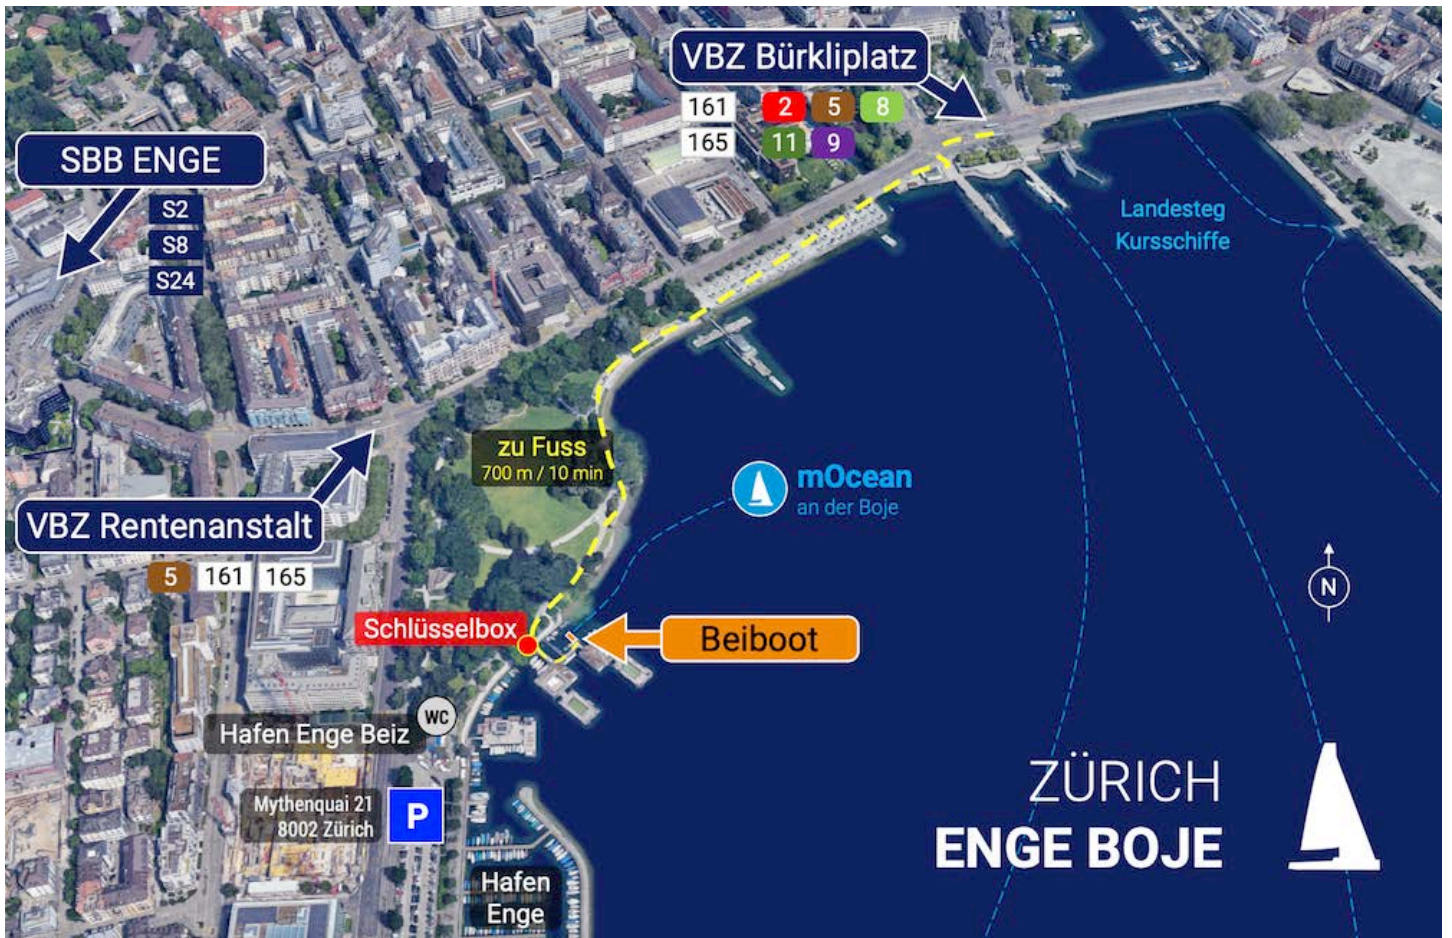 VBZ Bürkliplatz
161 2 5 8
165 11 9
SBB ENGE
S2
S8
S24
Landesteg
Kursschiffe
zu Fuss
700 m / 10 min
mOcean
an der Boje
VBZ Rentenanstalt
5 161 165
N
Schlüsselbox
Beiboot
WC
Hafen Enge Beiz
Mythenquai 21
8002 Zürich
P
ZÜRICH
ENGE BOJE
Hafen
Enge